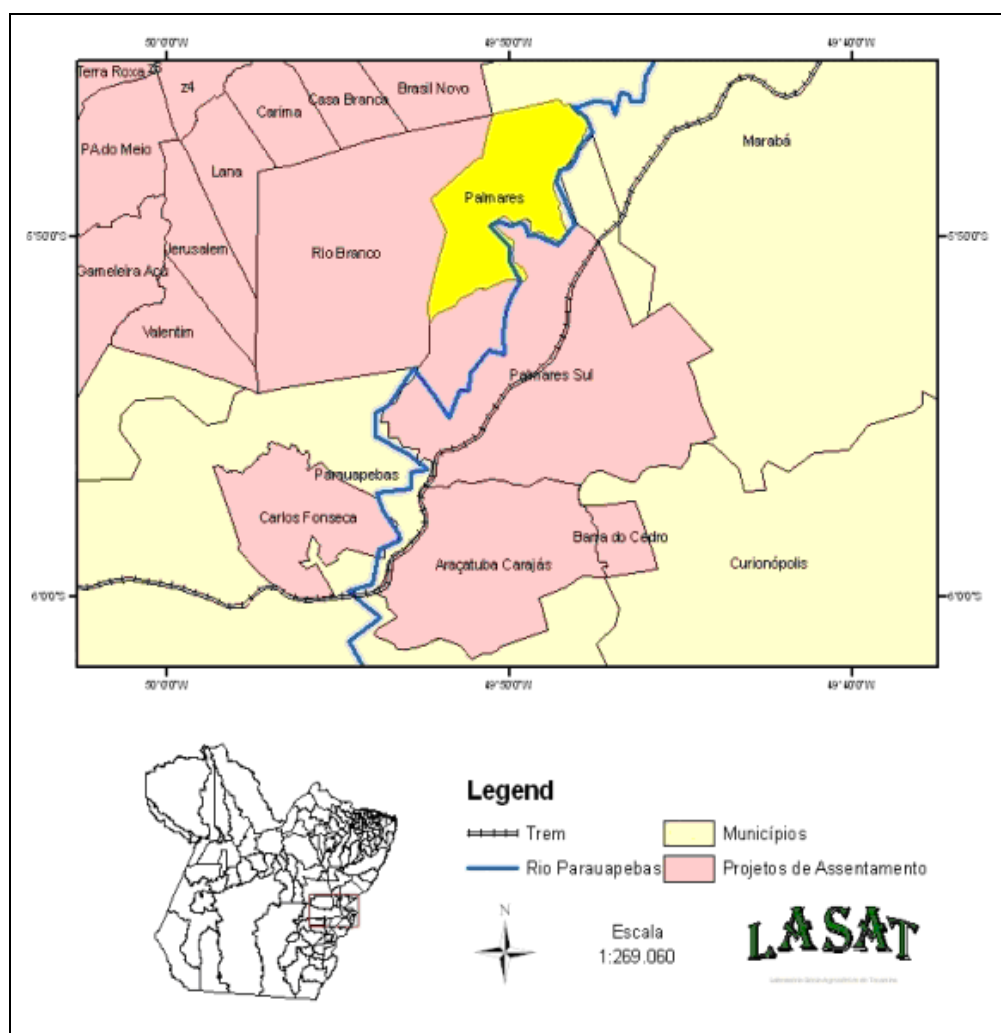 50°0'0"W 49°50'0"W 49°40'0"W
Terra Roxa
z4
Casa Branca
Brasil Novo
Carima
PA do Meio
Lana
Marabá
Palmares
5°50'0"S 5°50'0"S
Jerusalem
Rio Branco
Gameleira Açú
Valentim
Palmares Sul
Parauapebas
Carlos Fonseca
Barra do Cedro
Araçatuba Carajás
Curionópolis
6°0'0"S 6°0'0"S
50°0'0"W 49°50'0"W 49°40'0"W
Legend
Trem
Municípios
Rio Parauapebas
Projetos de Assentamento
N
Escala
1:269.060
LASAT